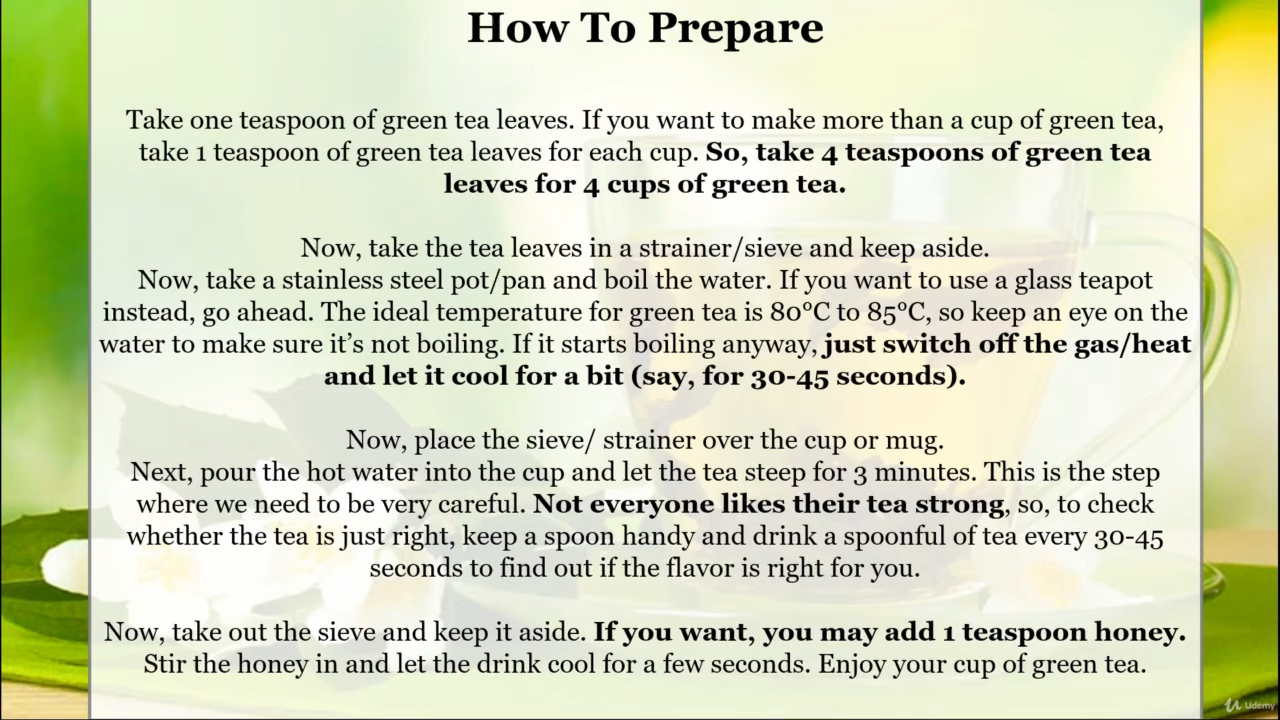 How To Prepare
Take one teaspoon of green tea leaves. If you want to make more than a cup of green tea,
take 1 teaspoon of green tea leaves for each cup. So, take 4 teaspoons of green tea
leaves for 4 cups of green tea.
Now, take the tea leaves in a strainer/sieve and keep aside.
Now, take a stainless steel pot/pan and boil the water. If you want to use a glass teapot
instead, go ahead. The ideal temperature for green tea is 80°C to 85°C, so keep an eye on the
water to make sure it’s not boiling. If it starts boiling anyway, just switch off the gas/heat
and let it cool for a bit (say, for 30-45 seconds).
Now, place the sieve/ strainer over the cup or mug.
Next, pour the hot water into the cup and let the tea steep for 3 minutes. This is the step
where we need to be very careful. Not everyone likes their tea strong, so, to check
whether the tea is just right, keep a spoon handy and drink a spoonful of tea every 30-45
seconds to find out if the flavor is right for you.
Now, take out the sieve and keep it aside. If you want, you may add 1 teaspoon honey.
Stir the honey in and let the drink cool for a few seconds. Enjoy your cup of green tea.
Udemy